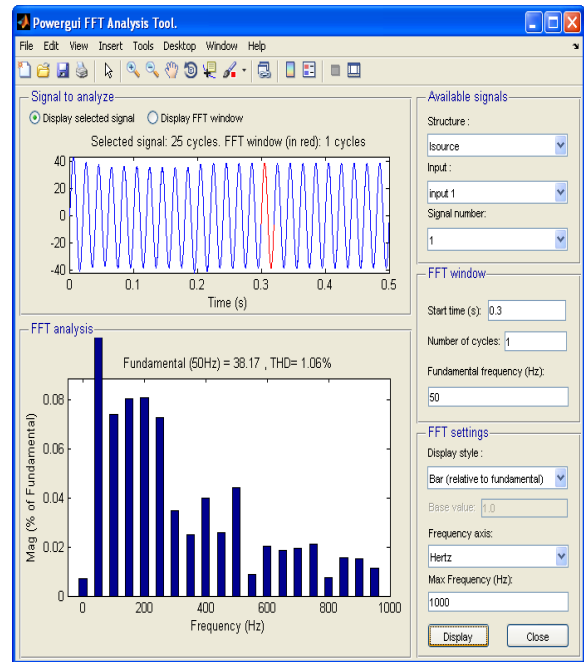 Powergui FFT Analysis Tool.
File Edit View Insert Tools Desktop Window Help
Signal to analyze
Display selected signal Display FFT window
Selected signal: 25 cycles. FFT window (in red): 1 cycles
40
20
0
-20
-40
0 0.1 0.2 0.3 0.4 0.5
Time (s)
FFT analysis
Fundamental (50Hz) = 38.17 , THD= 1.06%
0.08
0.06
0.04
0.02
0
Mag (% of Fundamental)
0 200 400 600 800 1000
Frequency (Hz)
Available signals
Structure :
Isource
Input :
input 1
Signal number:
1
FFT window
Start time (s): 0.3
Number of cycles: 1
Fundamental frequency (Hz):
50
FFT settings
Display style :
Bar (relative to fundamental)
Base value: 1.0
Frequency axis:
Hertz
Max Frequency (Hz):
1000
Display Close